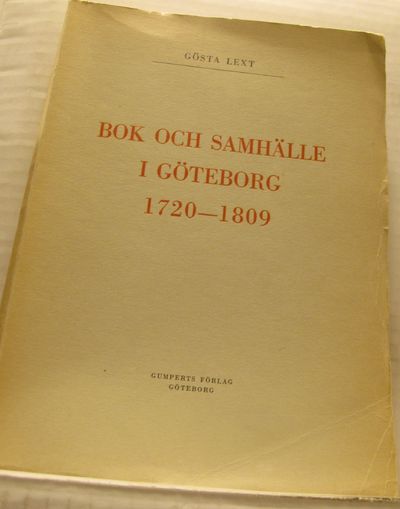 GÖSTA LEXT
BOK OCH SAMHÄLLE
I GÖTEBORG
1720—1809
GUMPERTS FÖRLAG
GÖTEBORG